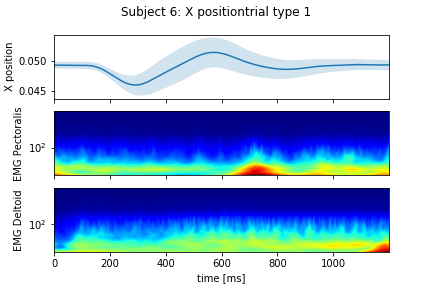 Subject 6: X positiontrial type 1
X position
0.050
0.045
EMG Pectoralis
10²
EMG Deltoid
10²
0 200 400 600 800 1000
time [ms]